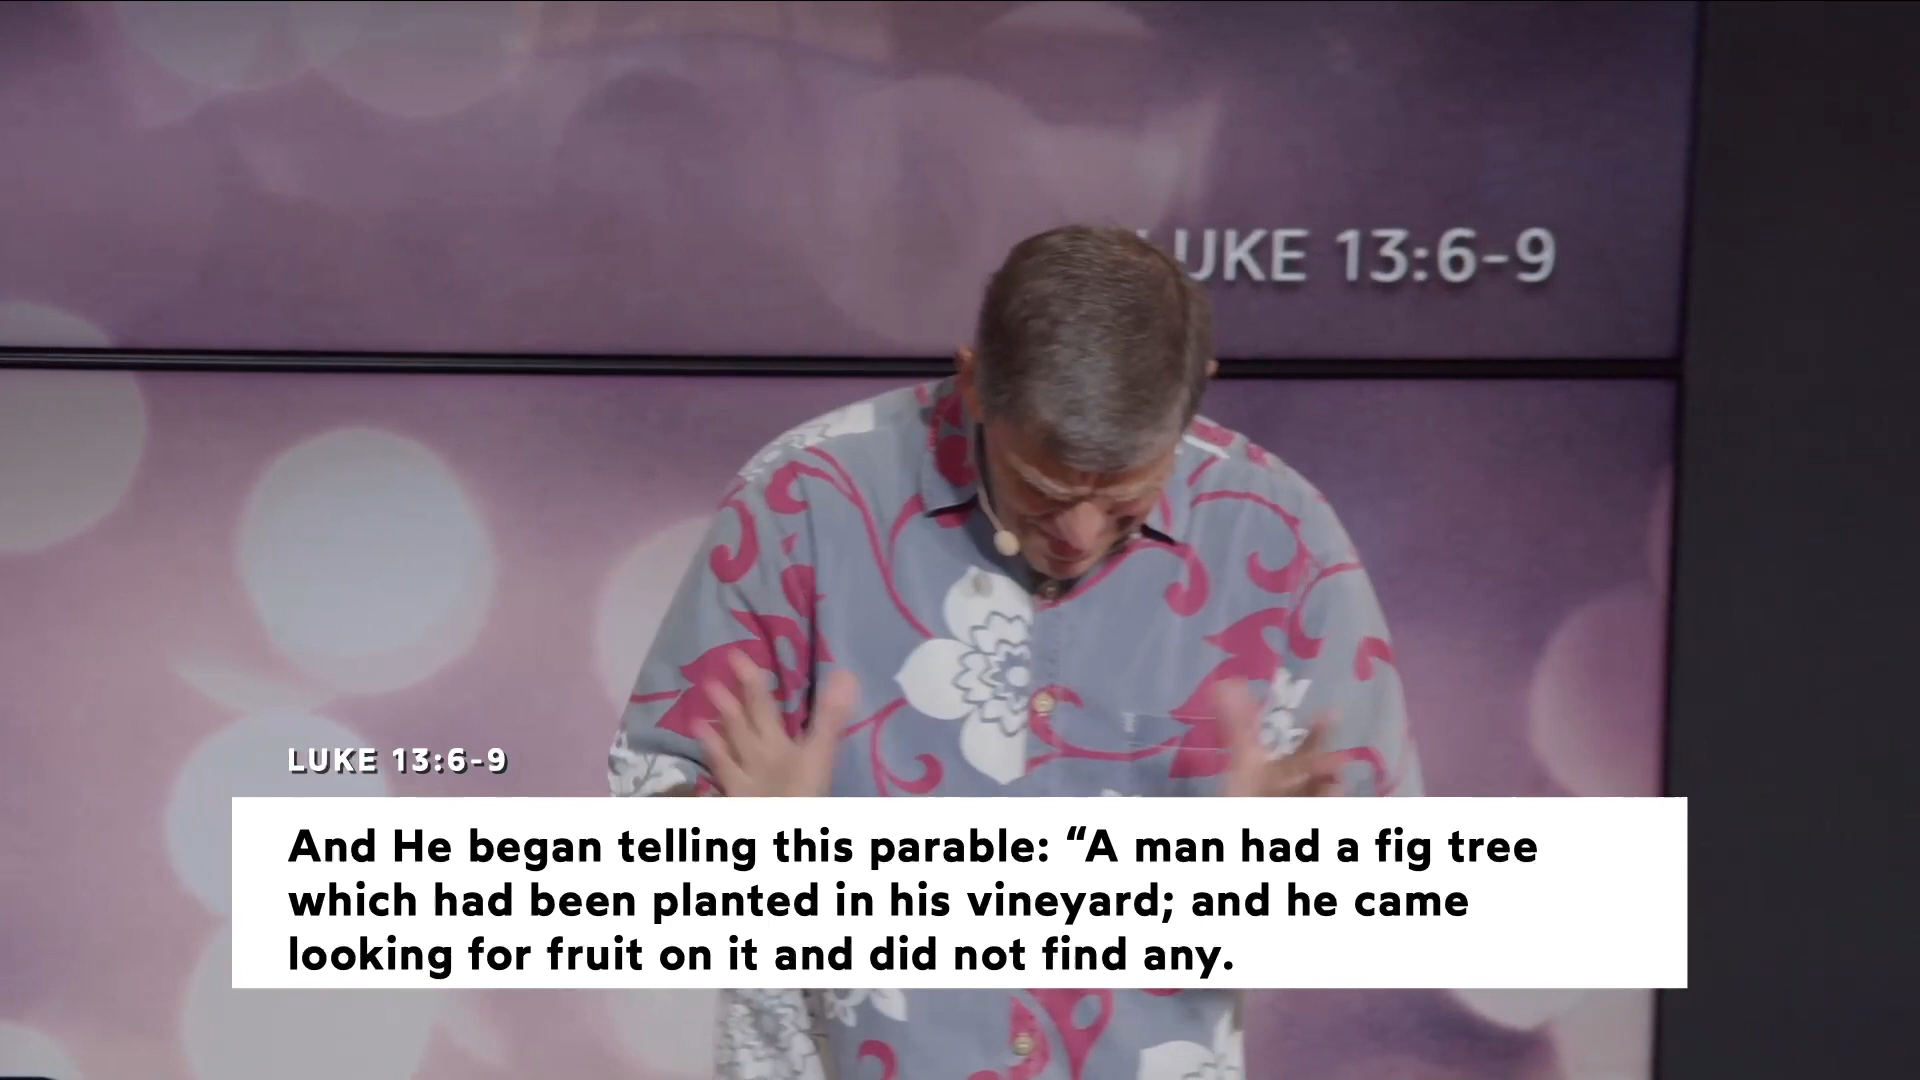 UKE 13:6-9
LUKE 13:6-9
And He began telling this parable: “A man had a fig tree
which had been planted in his vineyard; and he came
looking for fruit on it and did not find any.